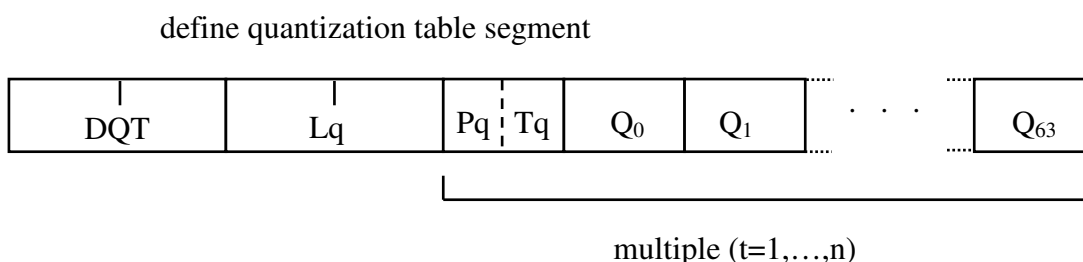 define quantization table segment
DQT Lq Pq Tq Q₀ Q₁ . . . Q₆₃
multiple (t=1,…,n)